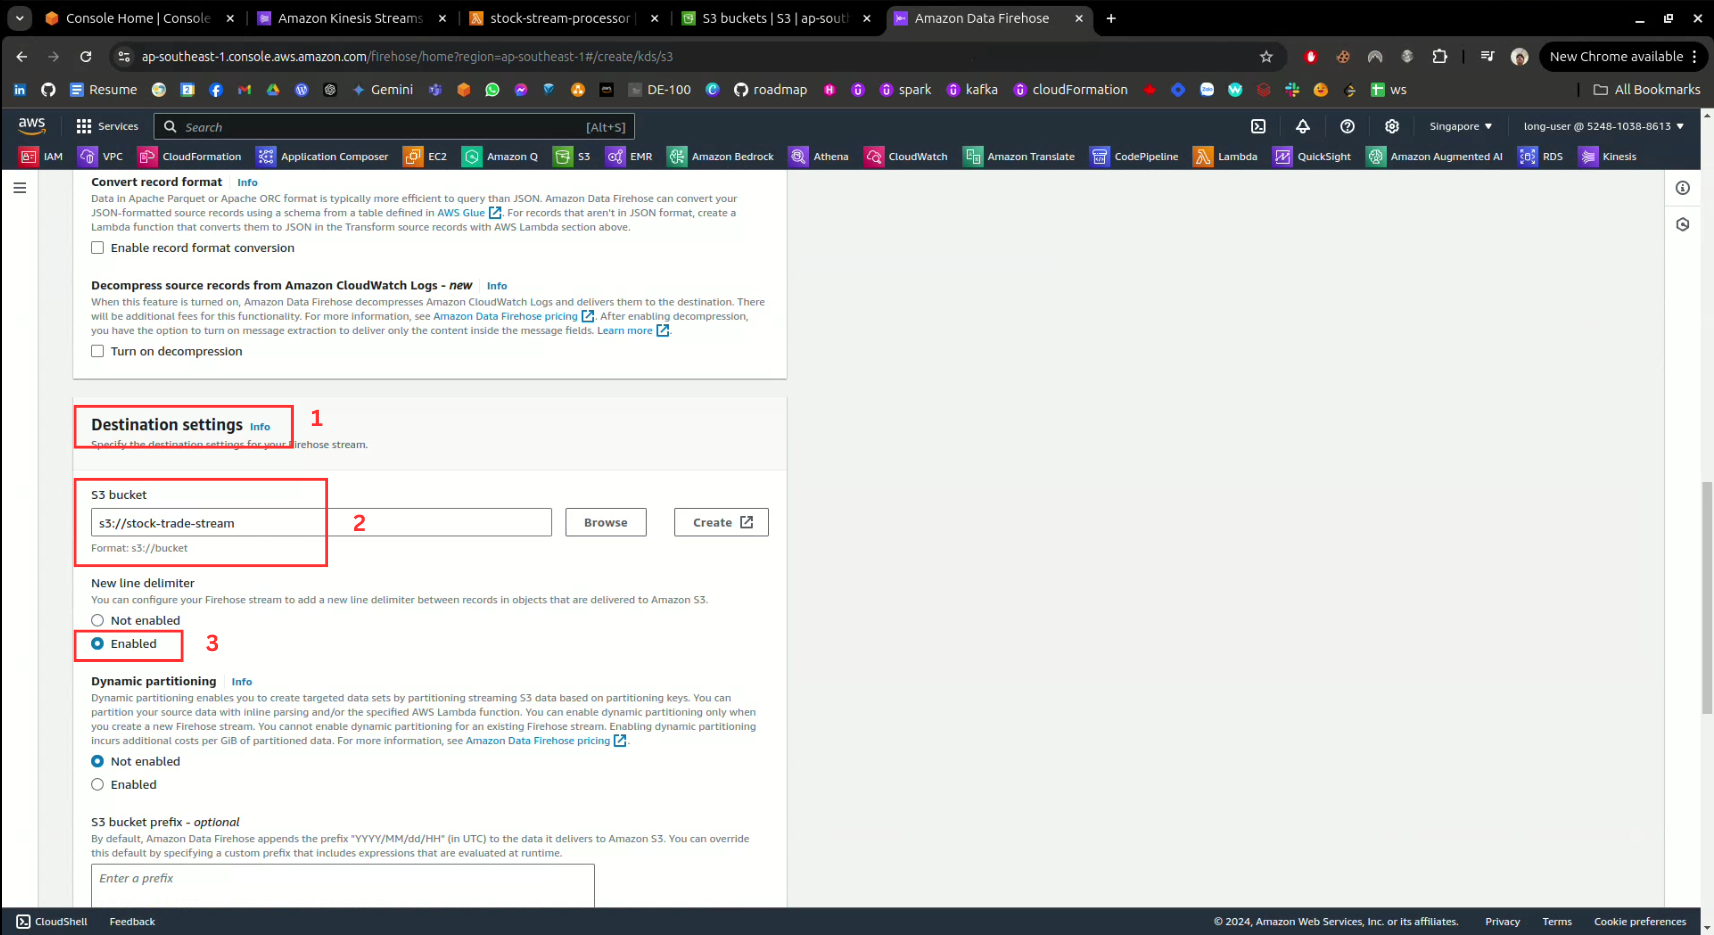 Console Home | Console
Amazon Kinesis Streams
stock-stream-processor
S3 buckets | S3 | ap-sout
Amazon Data Firehose
ap-southeast-1.console.aws.amazon.com/firehose/home?region=ap-southeast-1#/create/kds/s3
New Chrome available
Resume
Gemini
DE-100
roadmap
spark
kafka
cloudFormation
ws
All Bookmarks
aws
Services
Search
[Alt+S]
Singapore
long-user @ 5248-1038-8613
IAM
VPC
CloudFormation
Application Composer
EC2
Amazon Q
S3
EMR
Amazon Bedrock
Athena
CloudWatch
Amazon Translate
CodePipeline
Lambda
QuickSight
Amazon Augmented AI
RDS
Kinesis
Convert record format Info
Data in Apache Parquet or Apache ORC format is typically more efficient to query than JSON. Amazon Data Firehose can convert your
JSON-formatted source records using a schema from a table defined in AWS Glue. For records that aren't in JSON format, create a
Lambda function that converts them to JSON in the Transform source records with AWS Lambda section above.
Enable record format conversion
Decompress source records from Amazon CloudWatch Logs - new Info
When this feature is turned on, Amazon Data Firehose decompresses Amazon CloudWatch Logs and delivers them to the destination. There
will be additional fees for this functionality. For more information, see Amazon Data Firehose pricing. After enabling decompression,
you have the option to turn on message extraction to deliver only the content inside the message fields. Learn more.
Turn on decompression
Destination settings Info
1
Specify the destination settings for your Firehose stream.
S3 bucket
s3://stock-trade-stream
2
Browse
Create
Format: s3://bucket
New line delimiter
You can configure your Firehose stream to add a new line delimiter between records in objects that are delivered to Amazon S3.
Not enabled
Enabled
3
Dynamic partitioning Info
Dynamic partitioning enables you to create targeted data sets by partitioning streaming S3 data based on partitioning keys. You can
partition your source data with inline parsing and/or the specified AWS Lambda function. You can enable dynamic partitioning only when
you create a new Firehose stream. You cannot enable dynamic partitioning for an existing Firehose stream. Enabling dynamic partitioning
incurs additional costs per GiB of partitioned data. For more information, see Amazon Data Firehose pricing.
Not enabled
Enabled
S3 bucket prefix - optional
By default, Amazon Data Firehose appends the prefix "YYYY/MM/dd/HH" (in UTC) to the data it delivers to Amazon S3. You can override
this default by specifying a custom prefix that includes expressions that are evaluated at runtime.
Enter a prefix
CloudShell
Feedback
© 2024, Amazon Web Services, Inc. or its affiliates.
Privacy
Terms
Cookie preferences